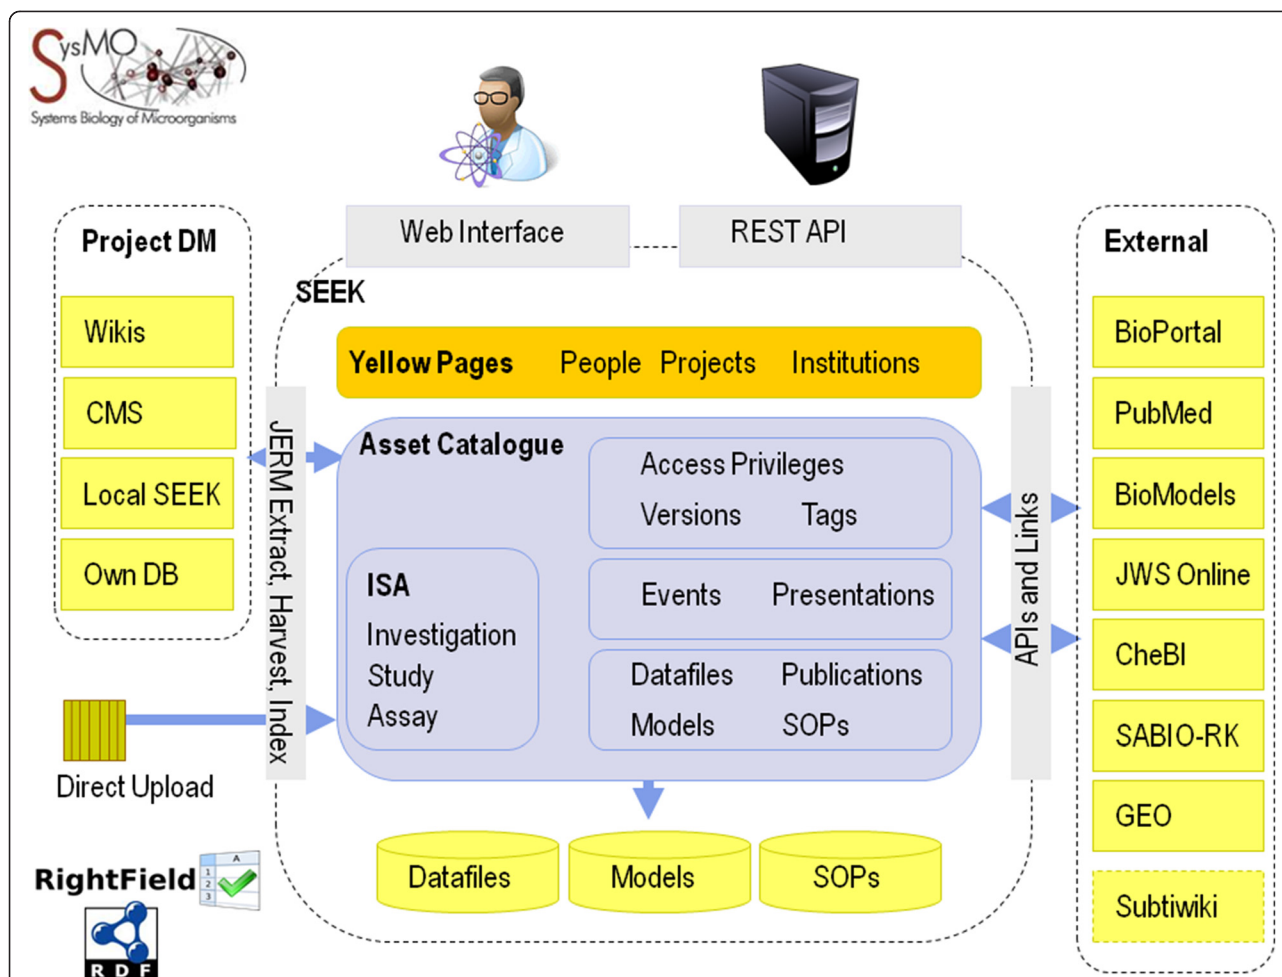 SysMO
Systems Biology of Microorganisms
Web Interface
REST API
Project DM
Wikis
CMS
Local SEEK
Own DB
Direct Upload
RightField
A
1
2
3
RDF
JERM Extract, Harvest, Index
SEEK
Yellow Pages People Projects Institutions
Asset Catalogue
Access Privileges
Versions Tags
ISA
Investigation
Study
Assay
Events Presentations
Datafiles Publications
Models SOPs
Datafiles
Models
SOPs
APIs and Links
External
BioPortal
PubMed
BioModels
JWS Online
CheBI
SABIO-RK
GEO
Subtiwiki